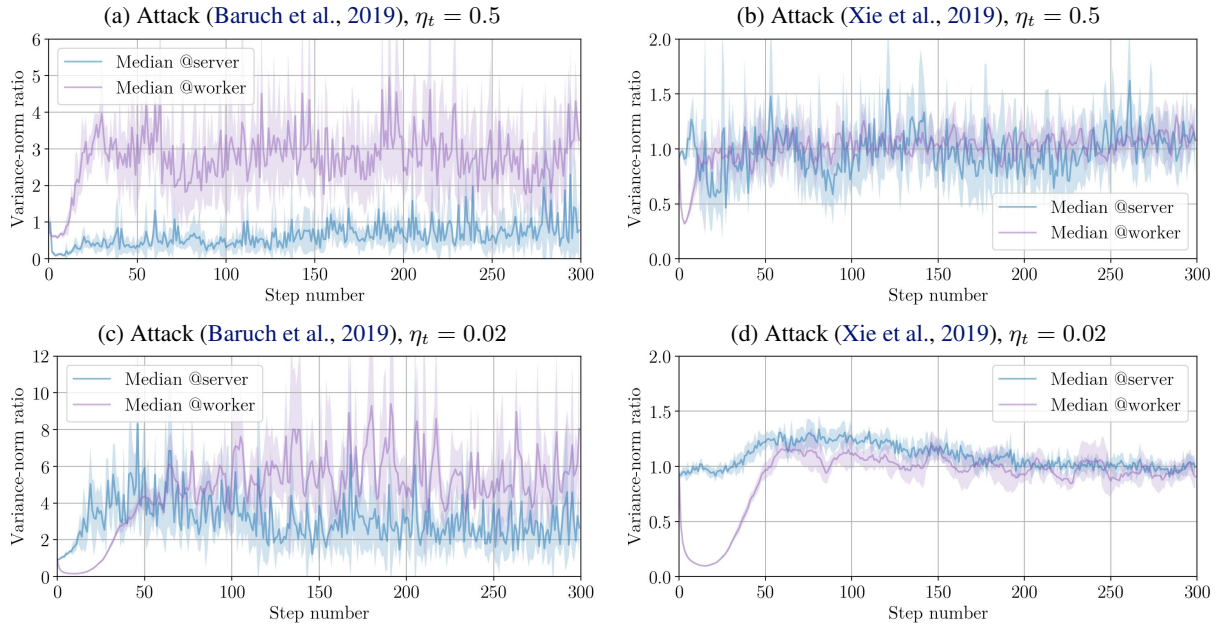 (a) Attack (Baruch et al., 2019), ηt = 0.5
6
5
4
3
2
1
0
Variance-norm ratio
Median @server
Median @worker
0 50 100 150 200 250 300
Step number
(b) Attack (Xie et al., 2019), ηt = 0.5
2.0
1.5
1.0
0.5
0.0
Variance-norm ratio
Median @server
Median @worker
0 50 100 150 200 250 300
Step number
(c) Attack (Baruch et al., 2019), ηt = 0.02
12
10
8
6
4
2
0
Variance-norm ratio
Median @server
Median @worker
0 50 100 150 200 250 300
Step number
(d) Attack (Xie et al., 2019), ηt = 0.02
2.0
1.5
1.0
0.5
0.0
Variance-norm ratio
Median @server
Median @worker
0 50 100 150 200 250 300
Step number